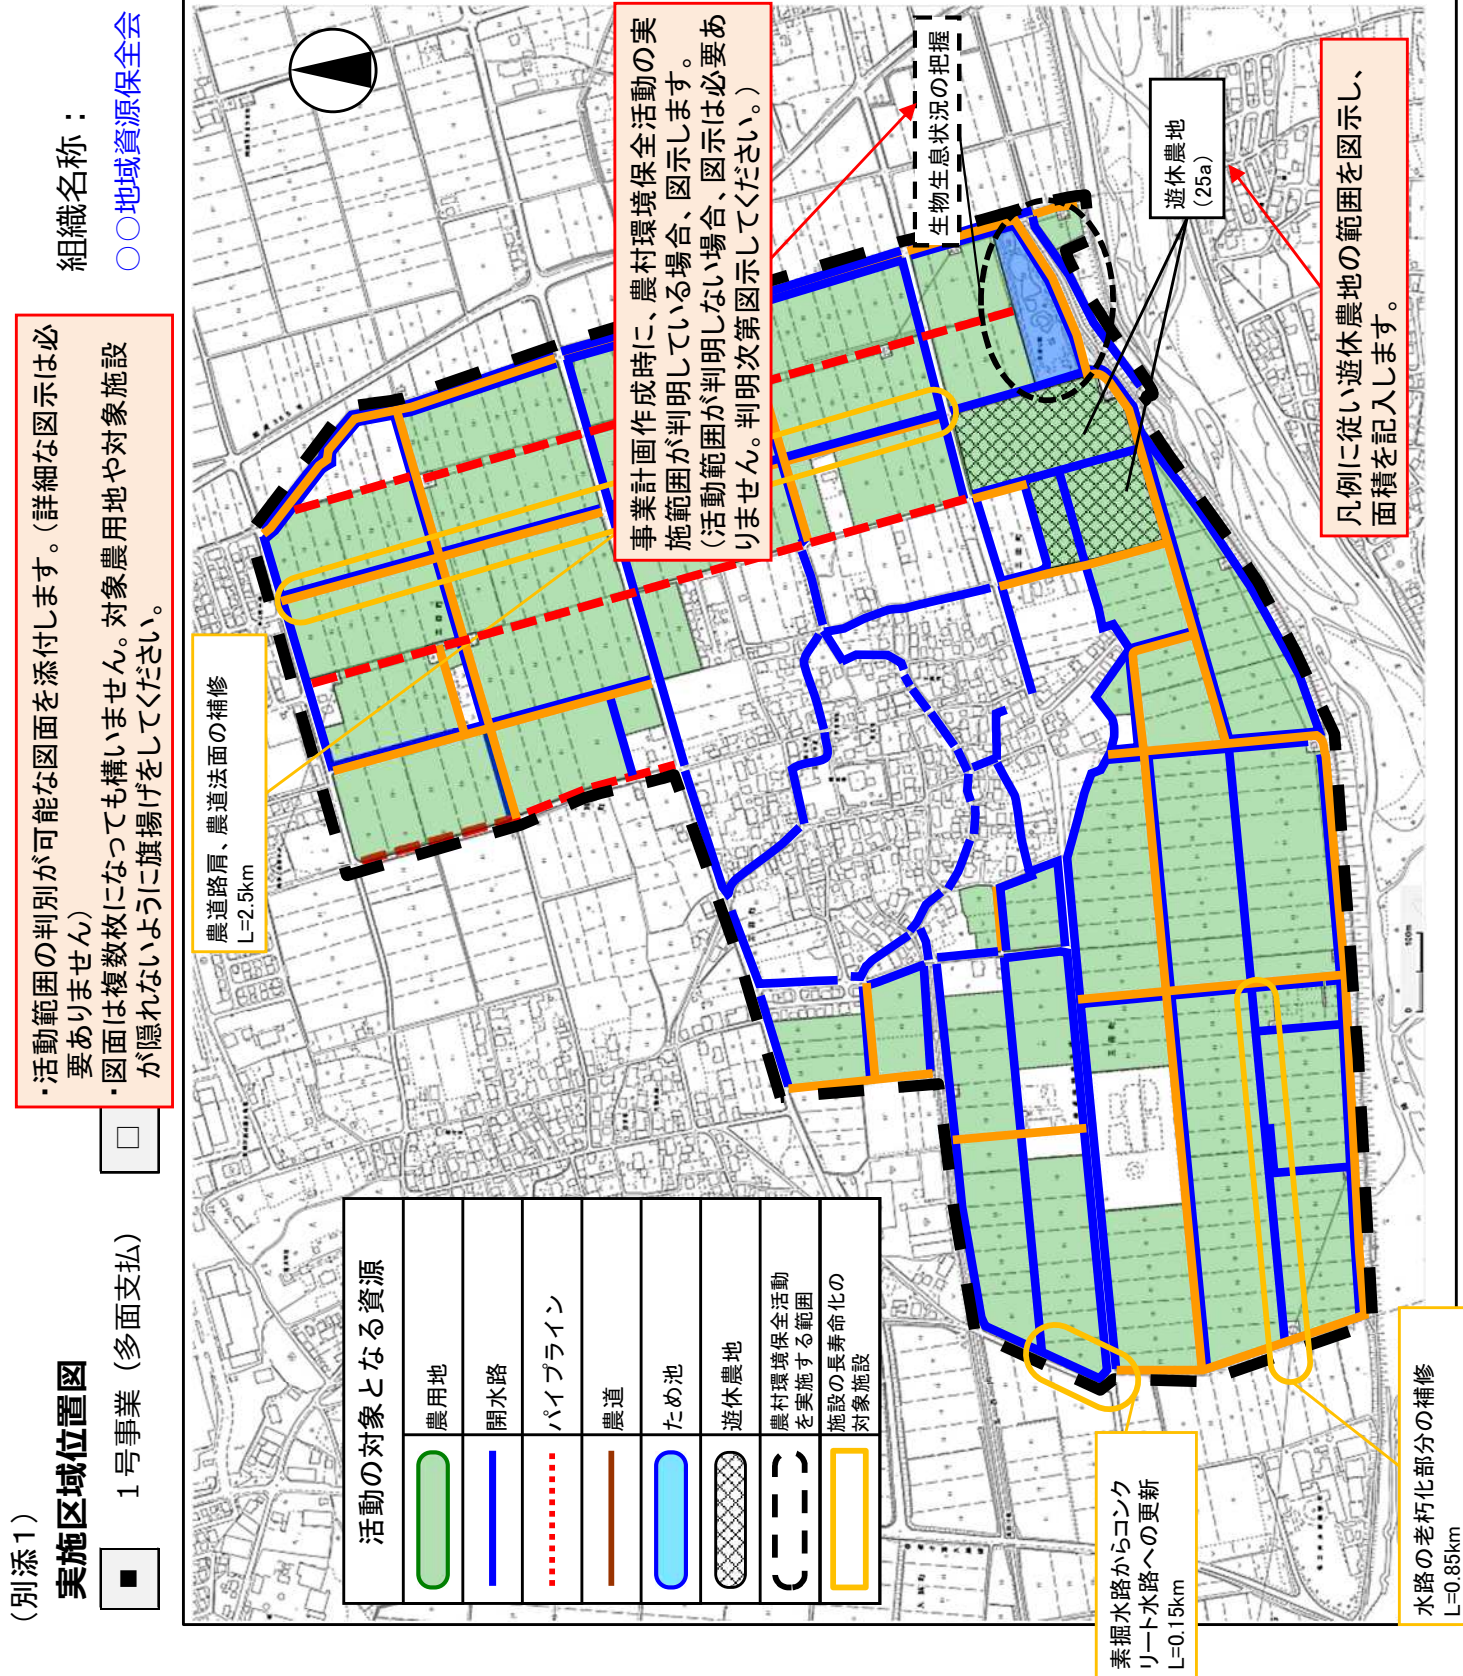 （別添１）
実施区域位置図
■ １号事業（多面支払） □
・活動範囲の判別が可能な図面を添付します。（詳細な図示は必
要ありません）
・図面は複数枚になっても構いません。対象農用地や対象施設
が隠れないように旗揚げをしてください。
組織名称：
○○地域資源保全会
農道路肩、農道法面の補修
L=2.5km
事業計画作成時に、農村環境保全活動の実
施範囲が判明している場合、図示します。
（活動範囲が判明しない場合、図示は必要あ
りません。判明次第図示してください。）
生物生息状況の把握
遊休農地
(25a)
凡例に従い遊休農地の範囲を図示し、
面積を記入します。
活動の対象となる資源
農用地
開水路
パイプライン
農道
ため池
遊休農地
農村環境保全活動
を実施する範囲
施設の長寿命化の
対象施設
素掘水路からコンク
リート水路への更新
L=0.15km
水路の老朽化部分の補修
L=0.85km
0 100m